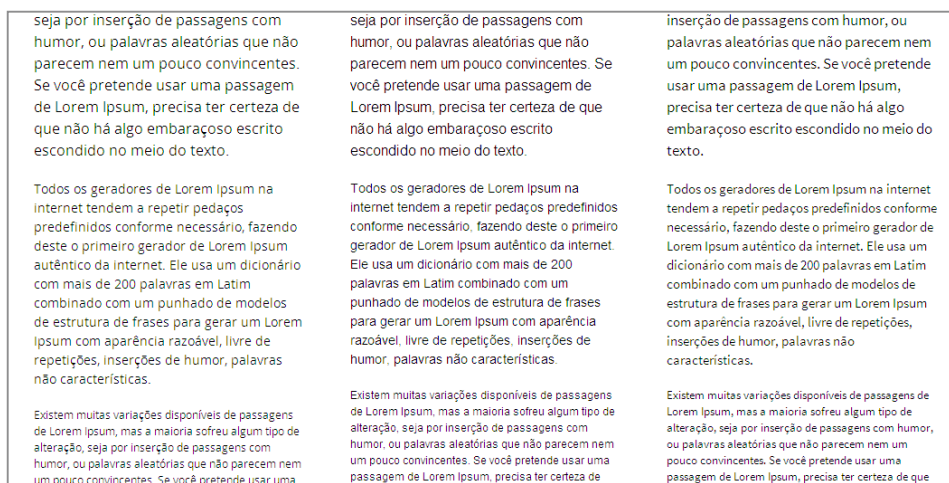 seja por inserção de passagens com
humor, ou palavras aleatórias que não
parecem nem um pouco convincentes.
Se você pretende usar uma passagem
de Lorem Ipsum, precisa ter certeza de
que não há algo embaraçoso escrito
escondido no meio do texto.
Todos os geradores de Lorem Ipsum na
internet tendem a repetir pedaços
predefinidos conforme necessário, fazendo
deste o primeiro gerador de Lorem Ipsum
autêntico da internet. Ele usa um dicionário
com mais de 200 palavras em Latim
combinado com um punhado de modelos
de estrutura de frases para gerar um Lorem
Ipsum com aparência razoável, livre de
repetições, inserções de humor, palavras
não características.
Existem muitas variações disponíveis de passagens
de Lorem Ipsum, mas a maioria sofreu algum tipo de
alteração, seja por inserção de passagens com
humor, ou palavras aleatórias que não parecem nem
um pouco convincentes. Se você pretende usar uma
seja por inserção de passagens com
humor, ou palavras aleatórias que não
parecem nem um pouco convincentes. Se
você pretende usar uma passagem de
Lorem Ipsum, precisa ter certeza de que
não há algo embaraçoso escrito
escondido no meio do texto.
Todos os geradores de Lorem Ipsum na
internet tendem a repetir pedaços predefinidos
conforme necessário, fazendo deste o primeiro
gerador de Lorem Ipsum autêntico da internet.
Ele usa um dicionário com mais de 200
palavras em Latim combinado com um
punhado de modelos de estrutura de frases
para gerar um Lorem Ipsum com aparência
razoável, livre de repetições, inserções de
humor, palavras não características.
Existem muitas variações disponíveis de passagens
de Lorem Ipsum, mas a maioria sofreu algum tipo de
alteração, seja por inserção de passagens com
humor, ou palavras aleatórias que não parecem nem
um pouco convincentes. Se você pretende usar uma
passagem de Lorem Ipsum, precisa ter certeza de
inserção de passagens com humor, ou
palavras aleatórias que não parecem nem
um pouco convincentes. Se você pretende
usar uma passagem de Lorem Ipsum,
precisa ter certeza de que não há algo
embaraçoso escrito escondido no meio do
texto.
Todos os geradores de Lorem Ipsum na internet
tendem a repetir pedaços predefinidos conforme
necessário, fazendo deste o primeiro gerador de
Lorem Ipsum autêntico da internet. Ele usa um
dicionário com mais de 200 palavras em Latim
combinado com um punhado de modelos de
estrutura de frases para gerar um Lorem Ipsum
com aparência razoável, livre de repetições,
inserções de humor, palavras não
características.
Existem muitas variações disponíveis de passagens de
Lorem Ipsum, mas a maioria sofreu algum tipo de
alteração, seja por inserção de passagens com humor,
ou palavras aleatórias que não parecem nem um
pouco convincentes. Se você pretende usar uma
passagem de Lorem Ipsum, precisa ter certeza de que